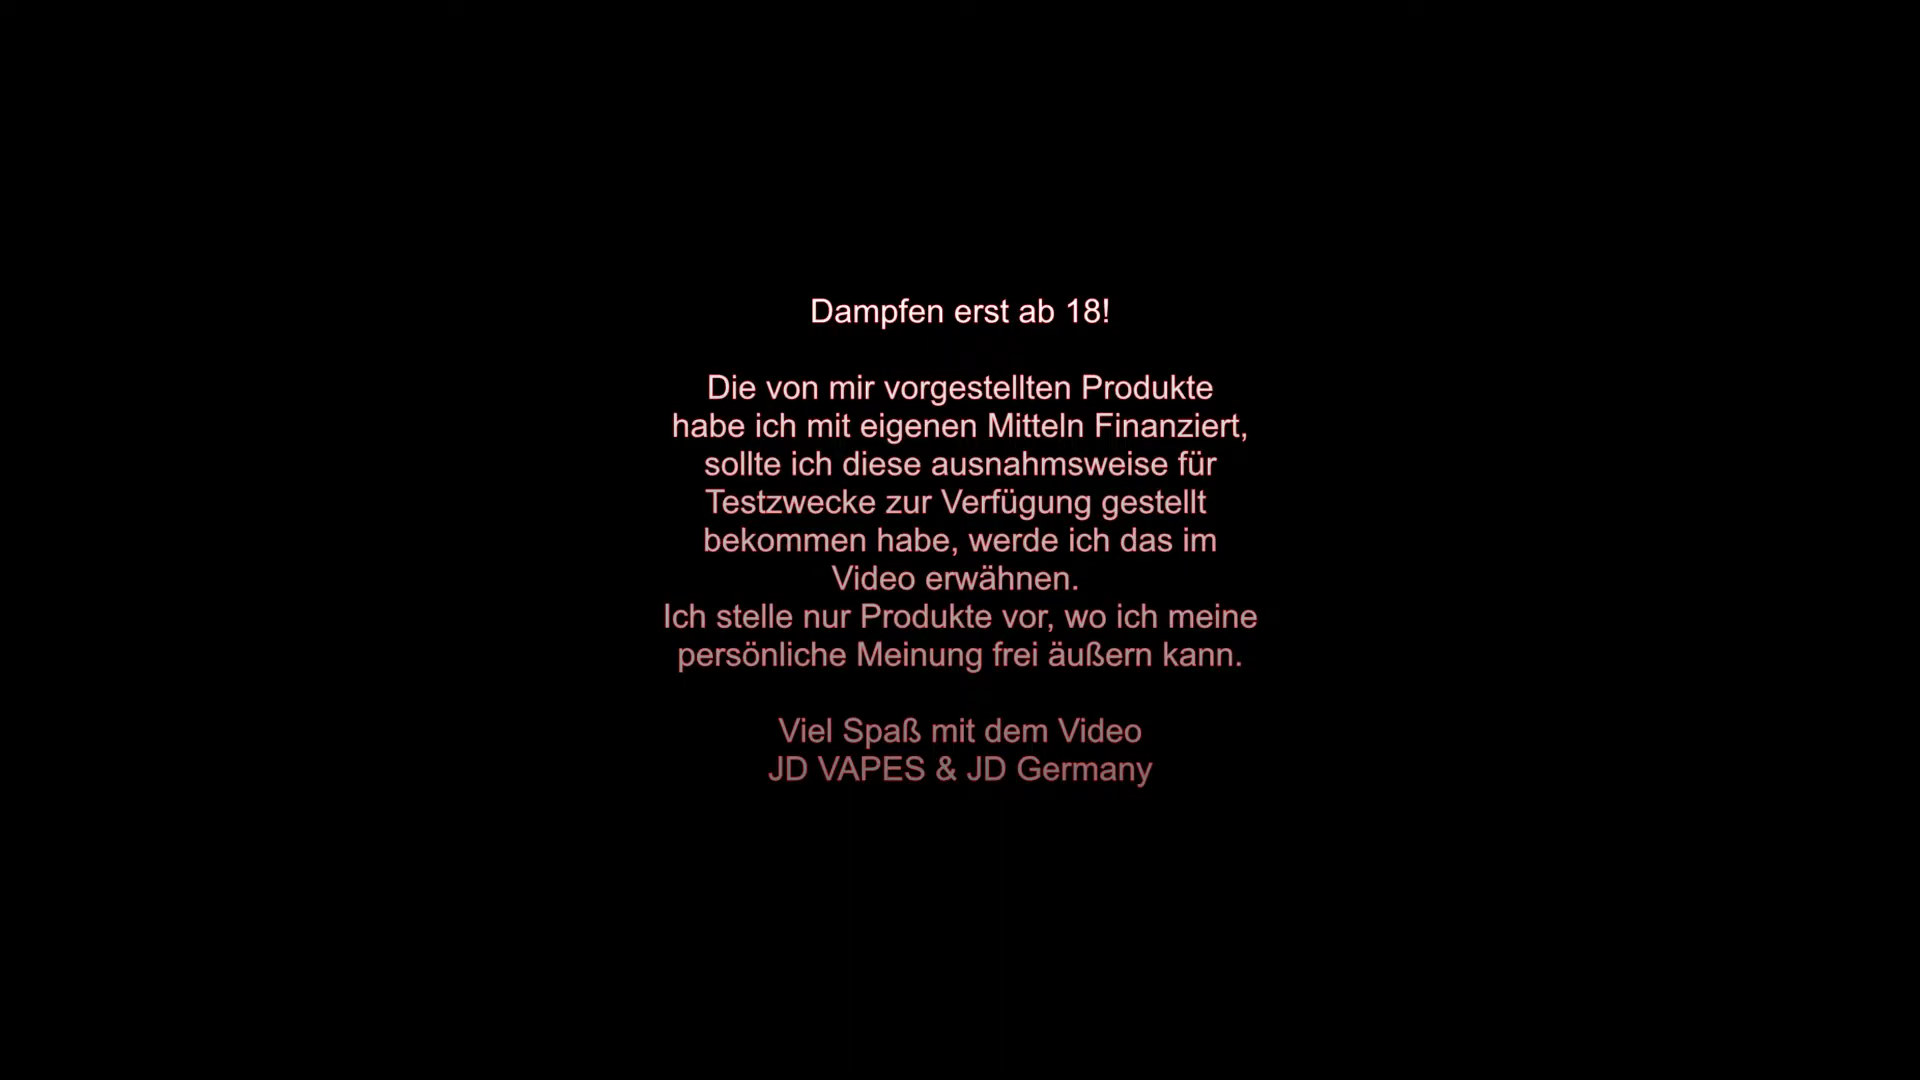 Dampfen erst ab 18!
Die von mir vorgestellten Produkte
habe ich mit eigenen Mitteln Finanziert,
sollte ich diese ausnahmsweise für
Testzwecke zur Verfügung gestellt
bekommen habe, werde ich das im
Video erwähnen.
Ich stelle nur Produkte vor, wo ich meine
persönliche Meinung frei äußern kann.
Viel Spaß mit dem Video
JD VAPES & JD Germany